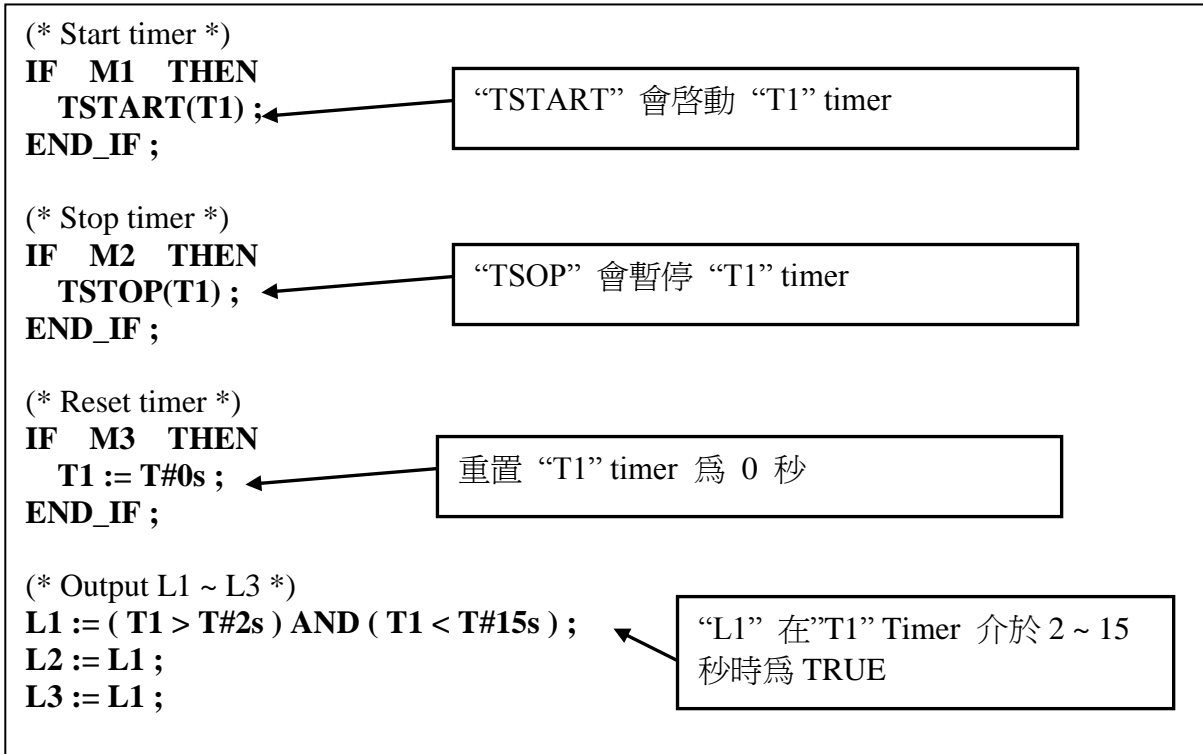 (* Start timer *)
IF M1 THEN
TSTART(T1) ;
END_IF ;
“TSTART” 會啓動 “T1” timer
(* Stop timer *)
IF M2 THEN
TSTOP(T1) ;
END_IF ;
“TSOP” 會暫停 “T1” timer
(* Reset timer *)
IF M3 THEN
T1 := T#0s ;
END_IF ;
重置 “T1” timer 爲 0 秒
(* Output L1 ~ L3 *)
L1 := ( T1 > T#2s ) AND ( T1 < T#15s ) ;
L2 := L1 ;
L3 := L1 ;
“L1” 在”T1” Timer 介於 2 ~ 15
秒時爲 TRUE